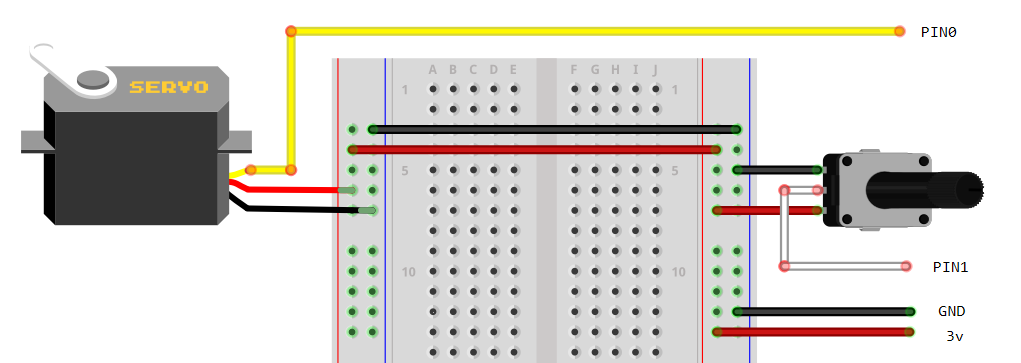 PIN0
A B C D E F G H I J
1 1
SERVO
5 5
10 10
PIN1
GND
3v